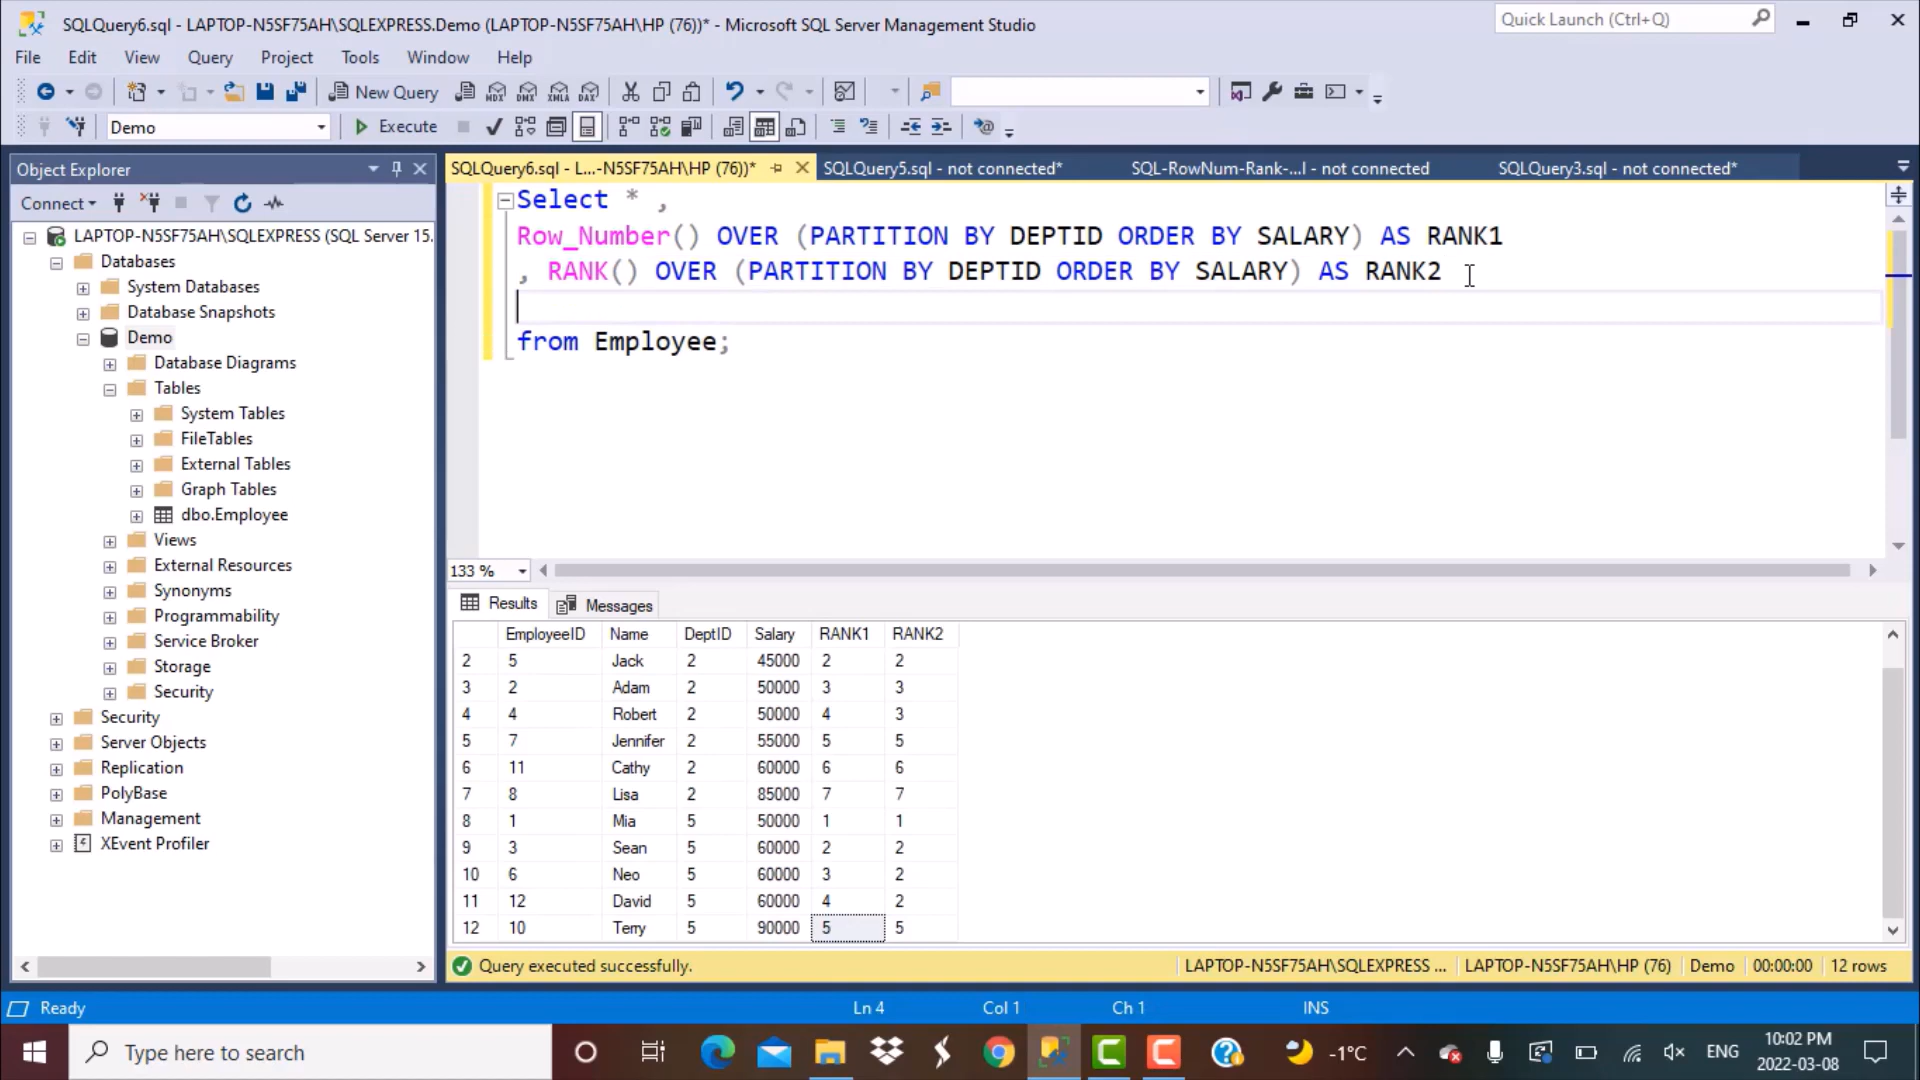 SQLQuery6.sql - LAPTOP-N5SF75AH\SQLEXPRESS.Demo (LAPTOP-N5SF75AH\HP (76))* - Microsoft SQL Server Management Studio
Quick Launch (Ctrl+Q)
File Edit View Query Project Tools Window Help
New Query
MDX DMX XMLA DAX
Demo
Execute
Object Explorer
SQLQuery6.sql - L...-N5SF75AH\HP (76))*
SQLQuery5.sql - not connected*
SQL-RowNum-Rank-...l - not connected
SQLQuery3.sql - not connected*
Connect
LAPTOP-N5SF75AH\SQLEXPRESS (SQL Server 15.
Databases
System Databases
Database Snapshots
Demo
Database Diagrams
Tables
System Tables
FileTables
External Tables
Graph Tables
dbo.Employee
Views
External Resources
Synonyms
Programmability
Service Broker
Storage
Security
Security
Server Objects
Replication
PolyBase
Management
XEvent Profiler
Select * ,
Row_Number() OVER (PARTITION BY DEPTID ORDER BY SALARY) AS RANK1
, RANK() OVER (PARTITION BY DEPTID ORDER BY SALARY) AS RANK2
from Employee;
133 %
Results Messages
EmployeeID Name DeptID Salary RANK1 RANK2
2 5 Jack 2 45000 2 2
3 2 Adam 2 50000 3 3
4 4 Robert 2 50000 4 3
5 7 Jennifer 2 55000 5 5
6 11 Cathy 2 60000 6 6
7 8 Lisa 2 85000 7 7
8 1 Mia 5 50000 1 1
9 3 Sean 5 60000 2 2
10 6 Neo 5 60000 3 2
11 12 David 5 60000 4 2
12 10 Terry 5 90000 5 5
Query executed successfully.
LAPTOP-N5SF75AH\SQLEXPRESS ... LAPTOP-N5SF75AH\HP (76) Demo 00:00:00 12 rows
Ready Ln 4 Col 1 Ch 1 INS
Type here to search
-1°C
ENG
10:02 PM
2022-03-08